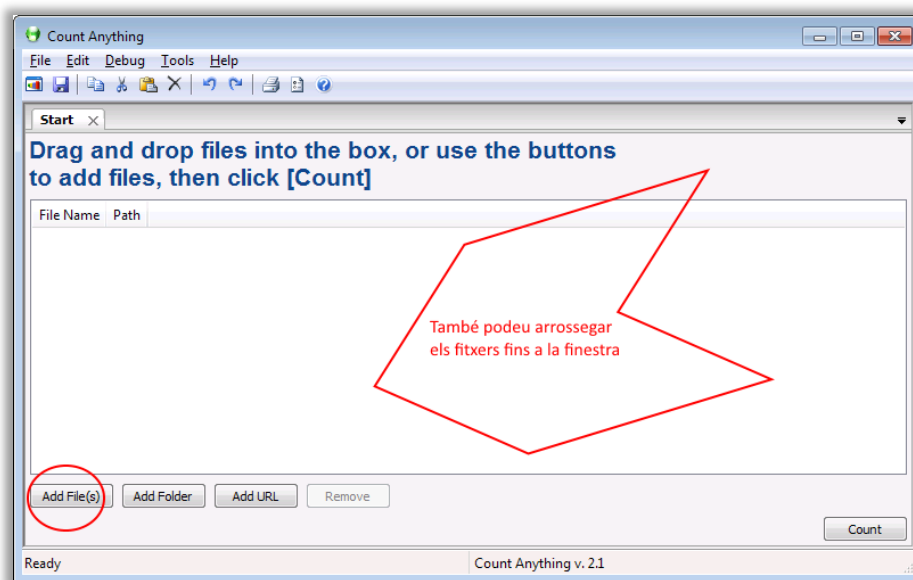 Count Anything
File Edit Debug Tools Help
Start
Drag and drop files into the box, or use the buttons
to add files, then click [Count]
File Name Path
També podeu arrossegar
els fitxers fins a la finestra
Add File(s) Add Folder Add URL Remove
Count
Ready Count Anything v. 2.1